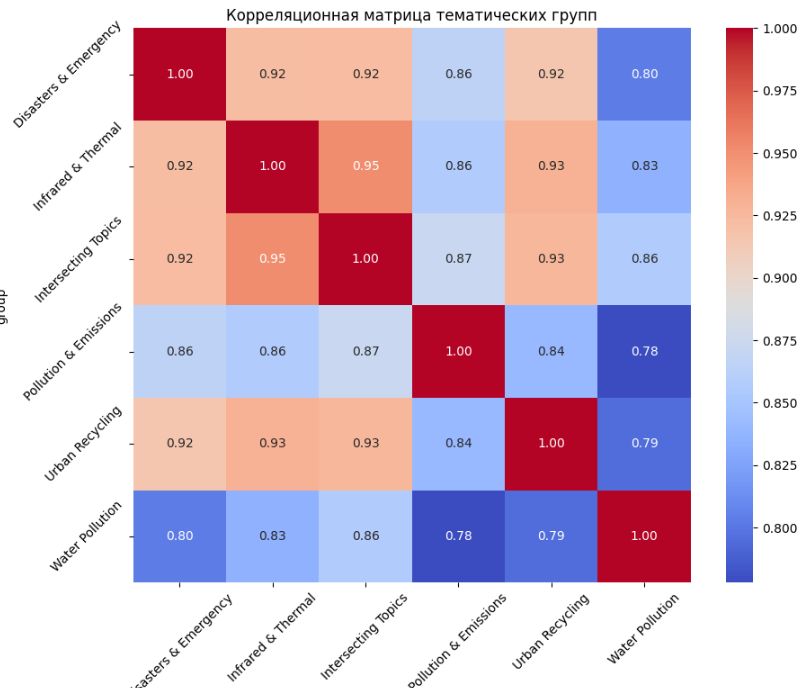 Корреляционная матрица тематических групп
Disasters & Emergency
1.00 0.92 0.92 0.86 0.92 0.80
Infrared & Thermal
0.92 1.00 0.95 0.86 0.93 0.83
Intersecting Topics
0.92 0.95 1.00 0.87 0.93 0.86
group
Pollution & Emissions
0.86 0.86 0.87 1.00 0.84 0.78
Urban Recycling
0.92 0.93 0.93 0.84 1.00 0.79
Water Pollution
0.80 0.83 0.86 0.78 0.79 1.00
isasters & Emergency
Infrared & Thermal
Intersecting Topics
Pollution & Emissions
Urban Recycling
Water Pollution
1.000
0.975
0.950
0.925
0.900
0.875
0.850
0.825
0.800